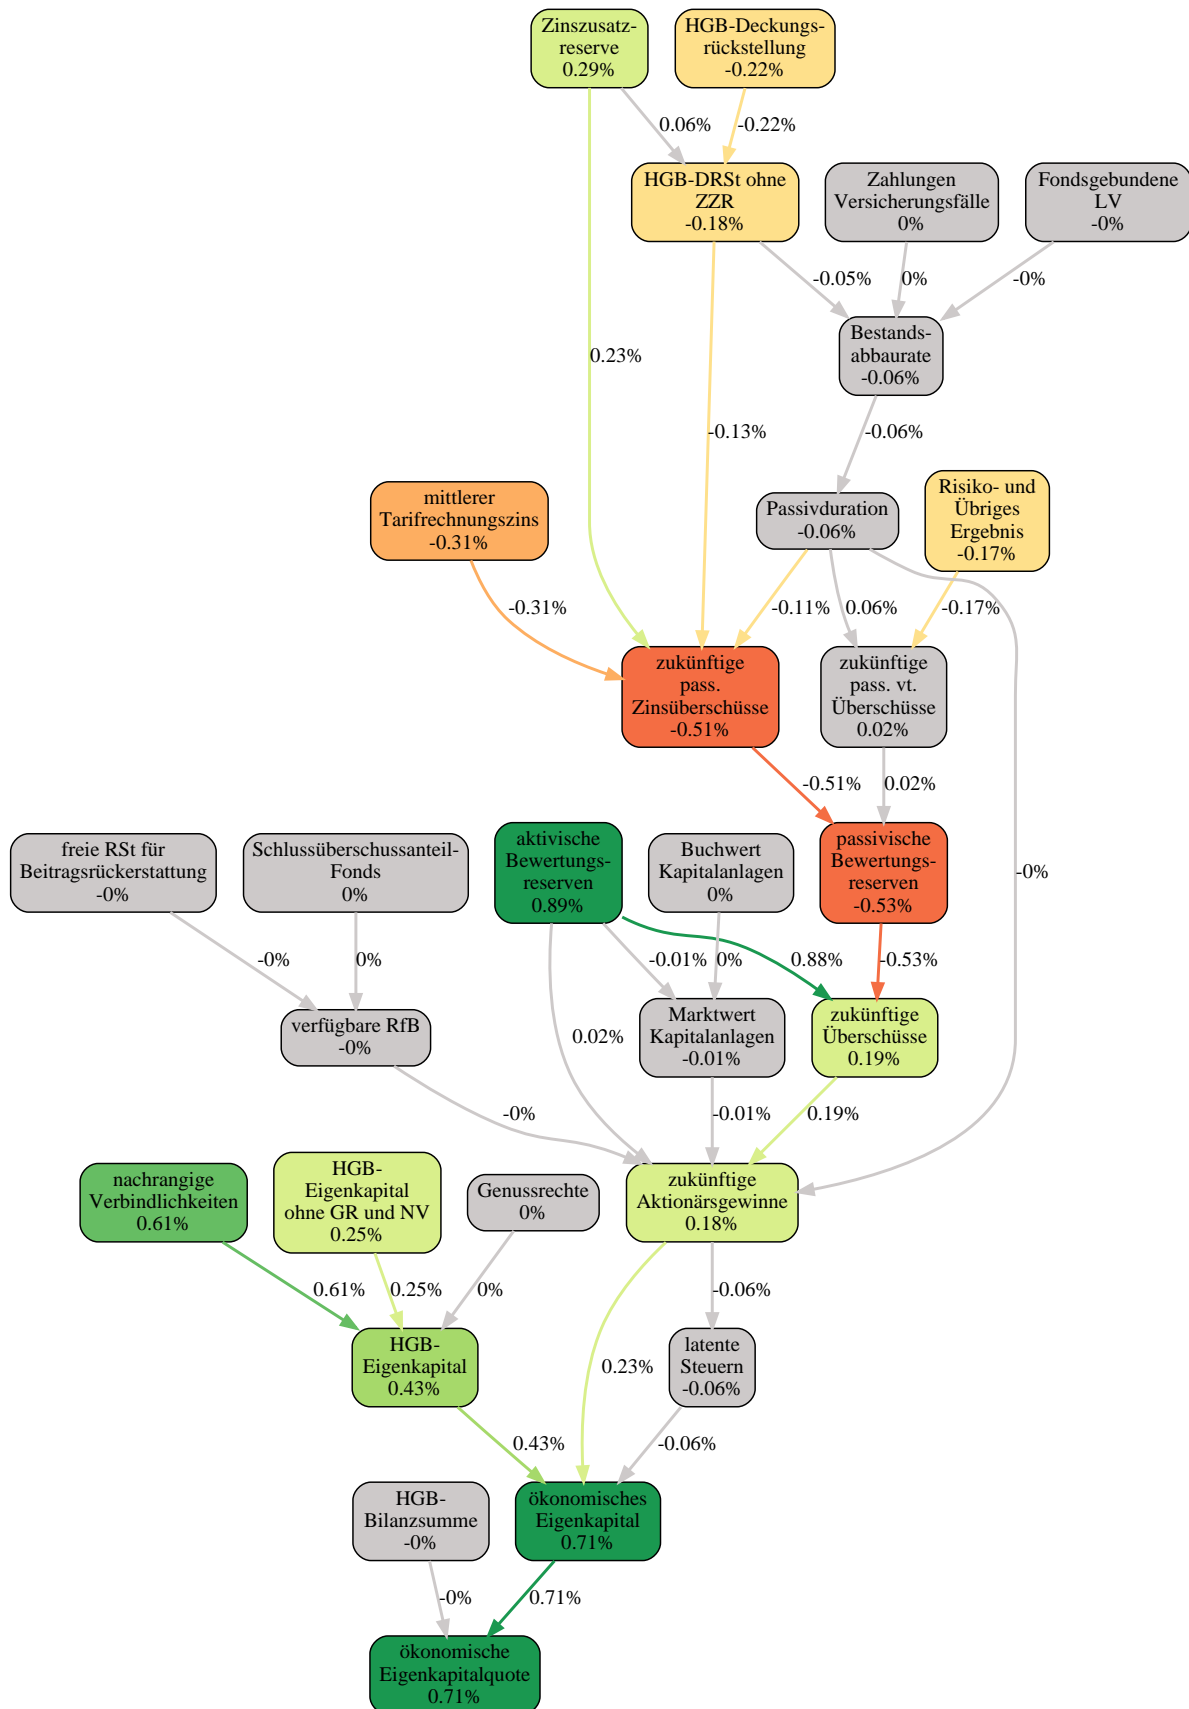 Zinszusatz-
reserve
0.29%
HGB-Deckungs-
rückstellung
-0.22%
0.06%
-0.22%
HGB-DRSt ohne
ZZR
-0.18%
Zahlungen
Versicherungsfälle
0%
Fondsgebundene
LV
-0%
-0.05%
0%
-0%
0.23%
Bestands-
abbaurate
-0.06%
-0.13%
-0.06%
mittlerer
Tarifrechnungszins
-0.31%
Passivduration
-0.06%
Risiko- und
Übriges
Ergebnis
-0.17%
-0.31%
-0.11%
0.06%
-0.17%
zukünftige
pass.
Zinsüberschüsse
-0.51%
zukünftige
pass. vt.
Überschüsse
0.02%
-0.51%
0.02%
freie RSt für
Beitragsrückerstattung
-0%
Schlussüberschussanteil-
Fonds
0%
aktivische
Bewertungs-
reserven
0.89%
Buchwert
Kapitalanlagen
0%
passivische
Bewertungs-
reserven
-0.53%
-0%
-0%
0%
-0.01%
0%
0.88%
-0.53%
verfügbare RfB
-0%
0.02%
Marktwert
Kapitalanlagen
-0.01%
zukünftige
Überschüsse
0.19%
-0%
-0.01%
0.19%
nachrangige
Verbindlichkeiten
0.61%
HGB-
Eigenkapital
ohne GR und NV
0.25%
Genussrechte
0%
zukünftige
Aktionärsgewinne
0.18%
0.61%
0.25%
0%
-0.06%
HGB-
Eigenkapital
0.43%
0.23%
latente
Steuern
-0.06%
0.43%
-0.06%
HGB-
Bilanzsumme
-0%
ökonomisches
Eigenkapital
0.71%
-0%
0.71%
ökonomische
Eigenkapitalquote
0.71%